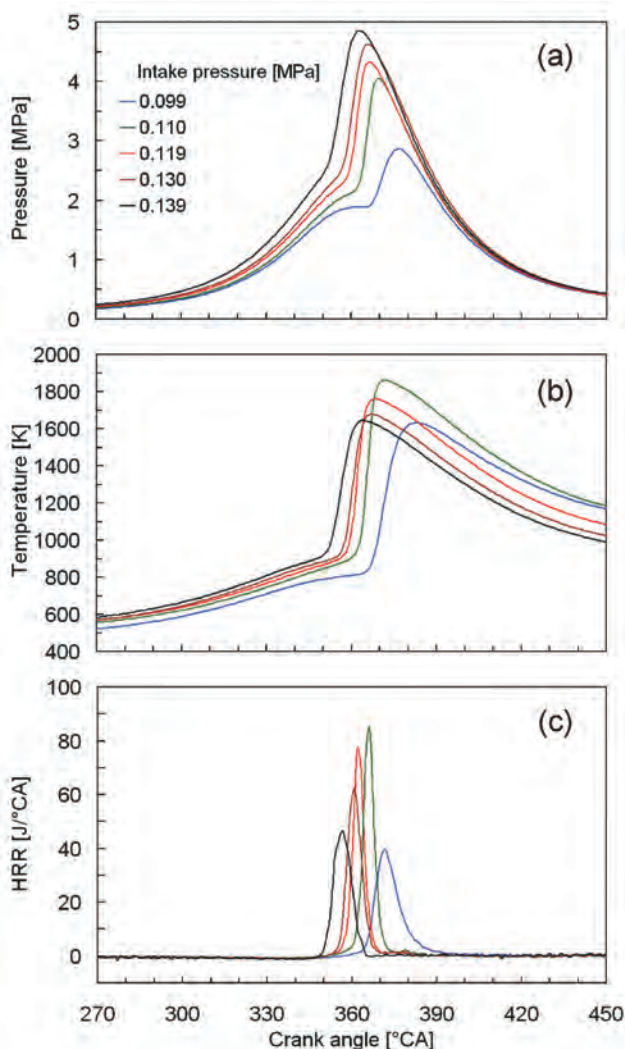 5
(a)
4
Intake pressure [MPa]
0.099
3
0.110
0.119
2
0.130
0.139
1
0
Pressure [MPa]
2000
1800
(b)
1600
1400
1200
1000
800
600
400
Temperature [K]
100
(c)
80
60
40
20
0
HRR [J/°CA]
270 300 330 360 390 420 450
Crank angle [°CA]